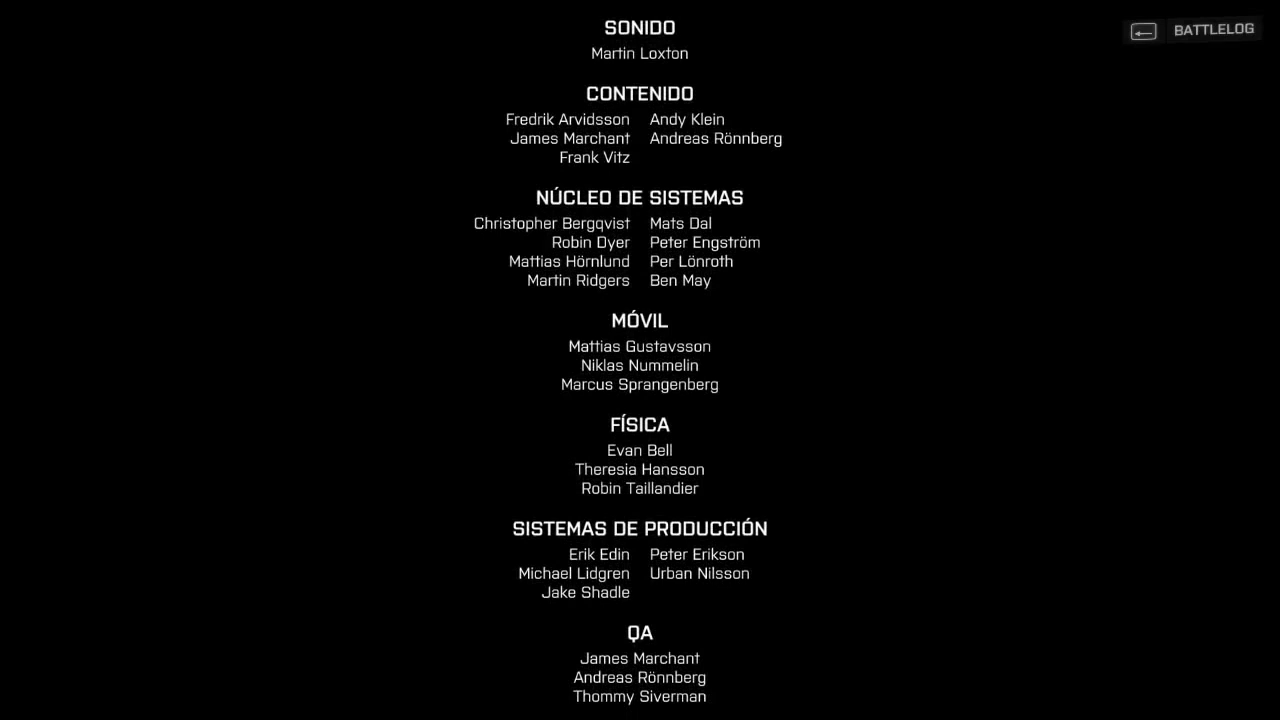 SONIDO
BATTLELOG
Martin Loxton
CONTENIDO
Fredrik Arvidsson Andy Klein
James Marchant Andreas Rönnberg
Frank Vitz
NÚCLEO DE SISTEMAS
Christopher Bergqvist Mats Dal
Robin Dyer Peter Engström
Mattias Hörnlund Per Lönroth
Martin Ridgers Ben May
MÓVIL
Mattias Gustavsson
Niklas Nummelin
Marcus Sprangenberg
FÍSICA
Evan Bell
Theresia Hansson
Robin Taillandier
SISTEMAS DE PRODUCCIÓN
Erik Edin Peter Erikson
Michael Lidgren Urban Nilsson
Jake Shadle
QA
James Marchant
Andreas Rönnberg
Thommy Siverman